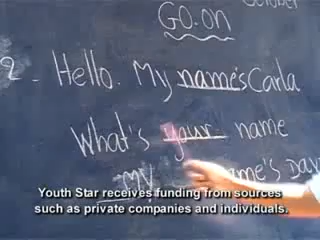 October
Go. on
2 - Hello. My name's Carla
What's your name
My name's Dav
Youth Star receives funding from sources
such as private companies and individuals.